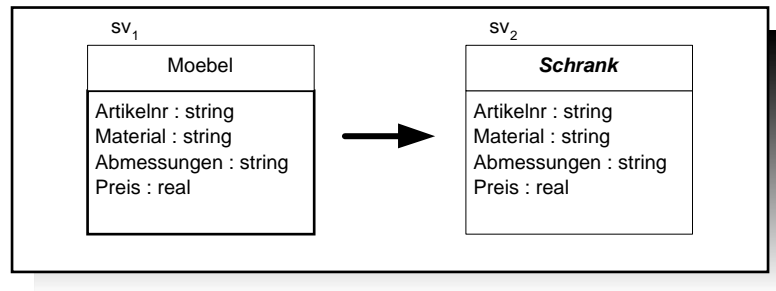 sv1
Moebel
Artikelnr : string
Material : string
Abmessungen : string
Preis : real
sv2
Schrank
Artikelnr : string
Material : string
Abmessungen : string
Preis : real